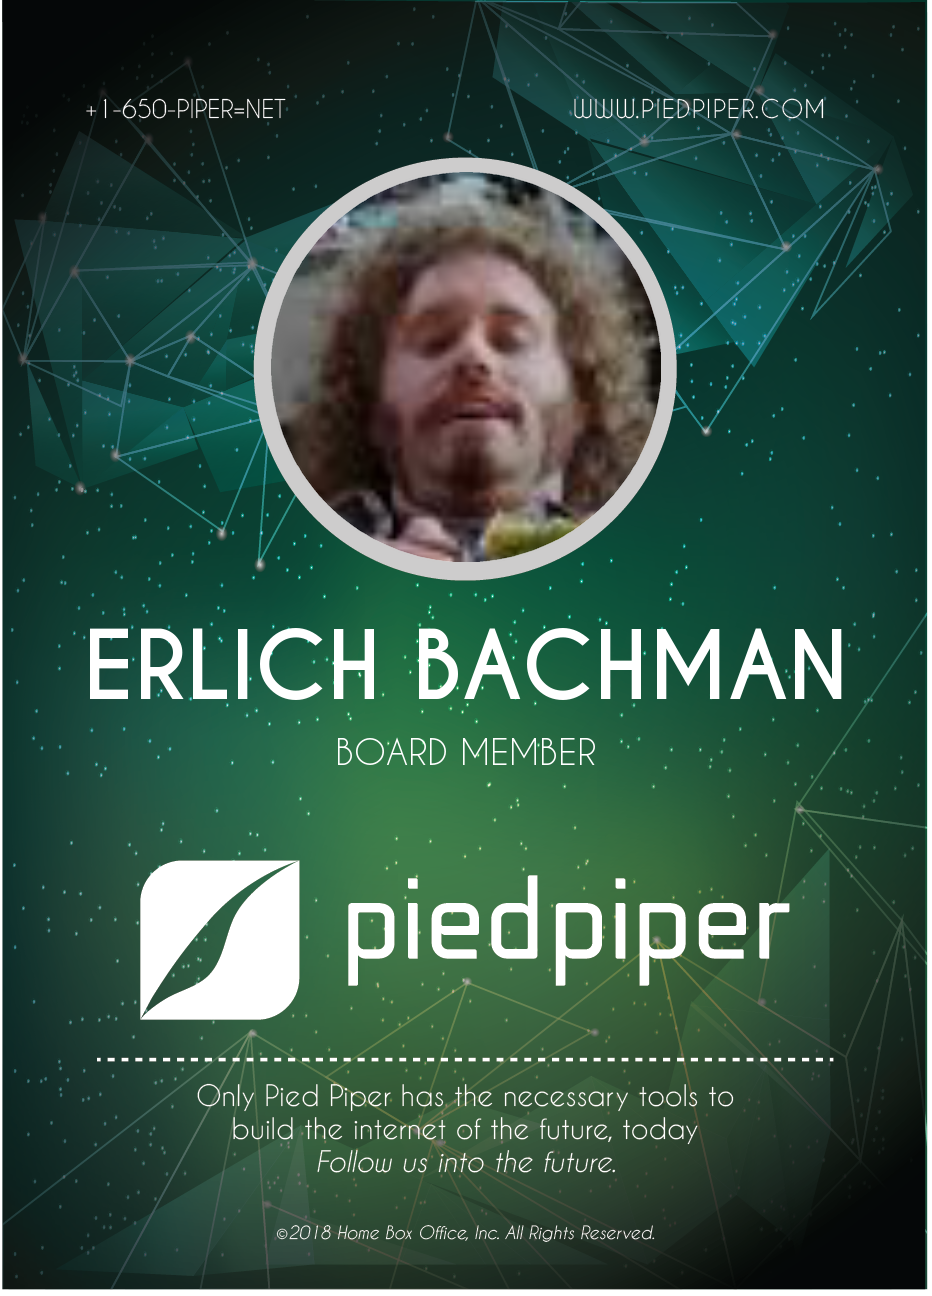 +1-650-PIPER=NET
WWW.PIEDPIPER.COM
ERLICH BACHMAN
BOARD MEMBER
piedpiper
Only Pied Piper has the necessary tools to
build the internet of the future, today
Follow us into the future.
©2018 Home Box Office, Inc. All Rights Reserved.